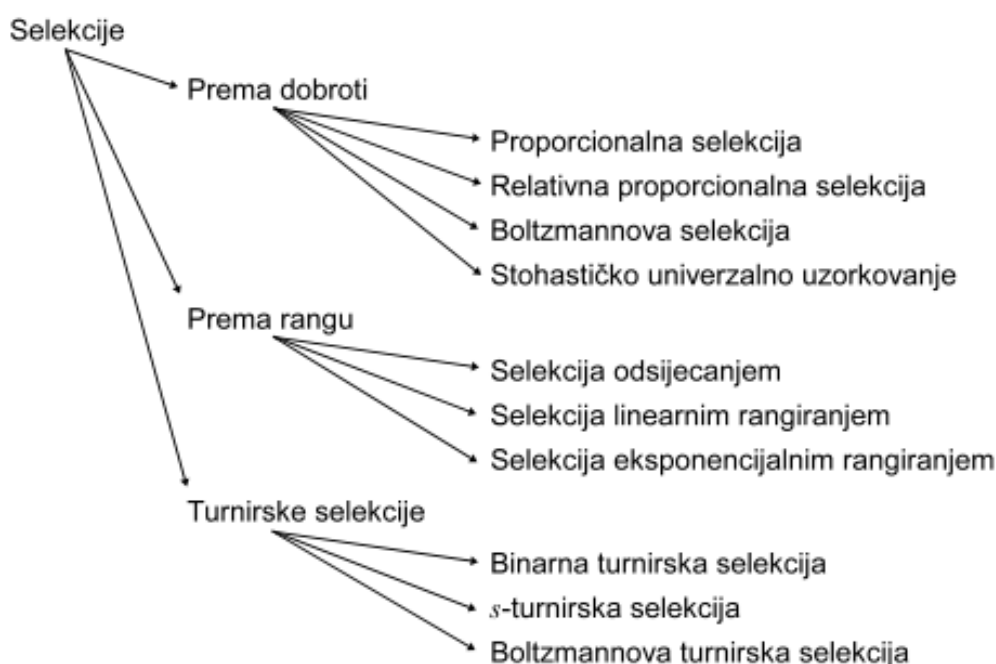 Selekcije
Prema dobroti
Proporcionalna selekcija
Relativna proporcionalna selekcija
Boltzmannova selekcija
Stohastičko univerzalno uzorkovanje
Prema rangu
Selekcija odsijecanjem
Selekcija linearnim rangiranjem
Selekcija eksponencijalnim rangiranjem
Turnirske selekcije
Binarna turnirska selekcija
s-turnirska selekcija
Boltzmannova turnirska selekcija